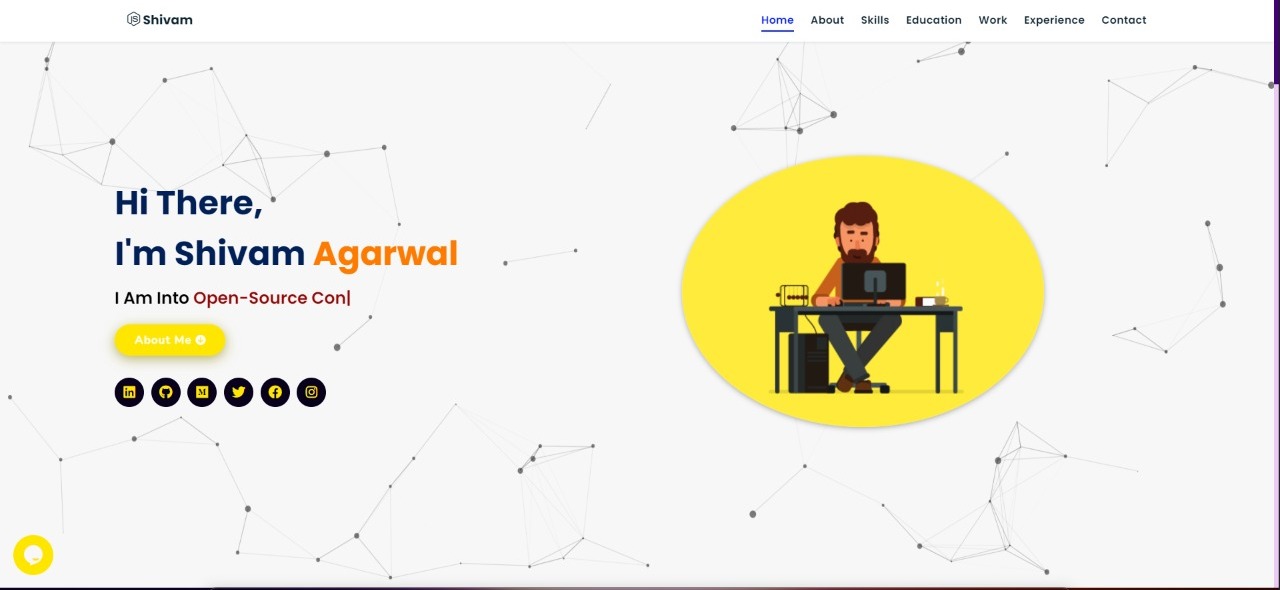 Shivam
Home About Skills Education Work Experience Contact
Hi There,
I'm Shivam Agarwal
I Am Into Open-Source Con|
About Me